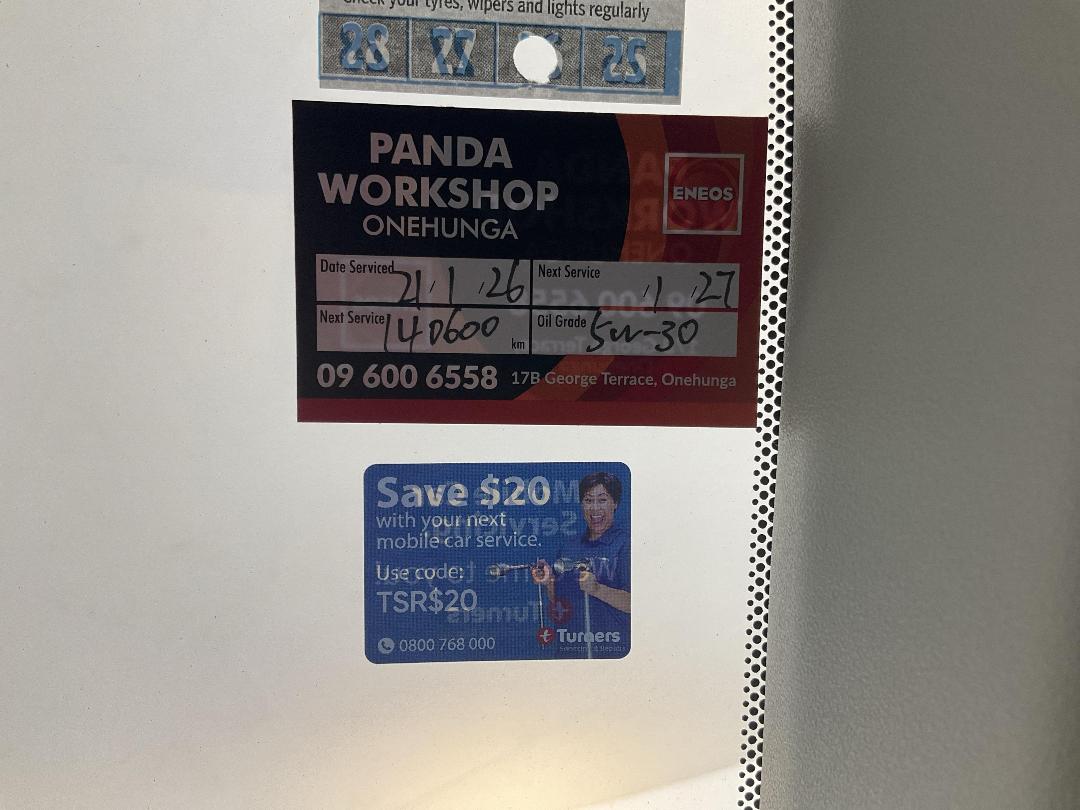 Check your tyres, wipers and lights regularly
28 27 25
PANDA
WORKSHOP
ONEHUNGA
ENEOS
Date Serviced 21/1/26
Next Service /1/27
Next Service 140600 km
Oil Grade 5w-30
09 600 6558 17B George Terrace, Onehunga
Save $20
with your next
mobile car service.
Use code:
TSR$20
0800 768 000
Turners
Servicing & Repairs